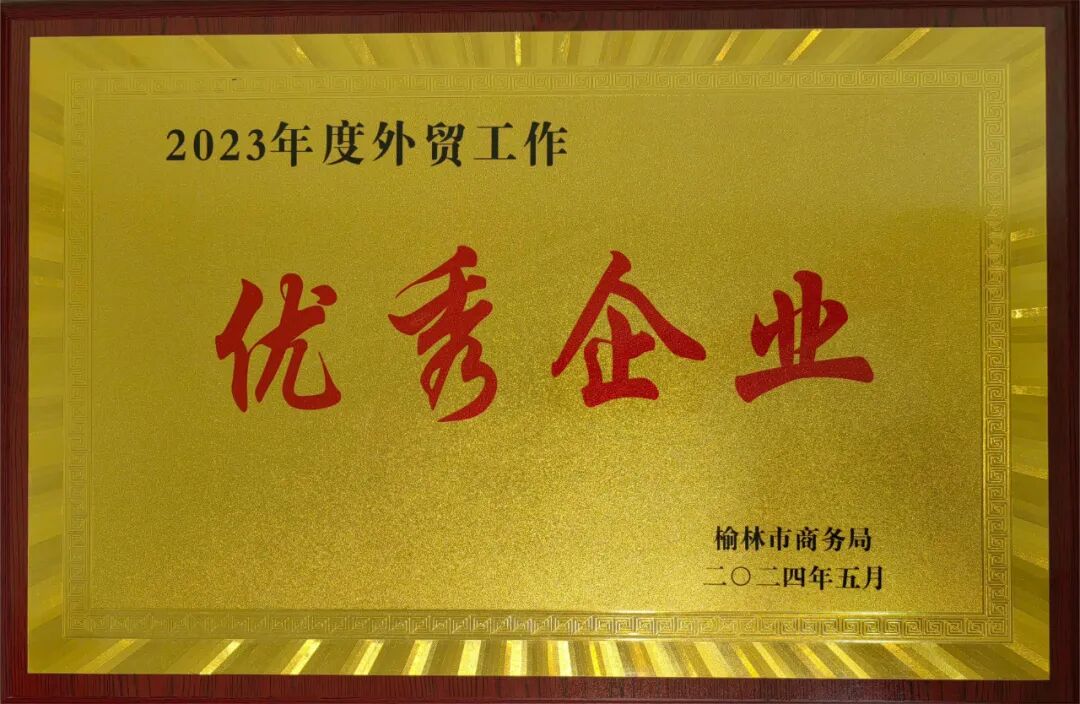 2023年度外贸工作
优秀企业
榆林市商务局
二〇二四年五月